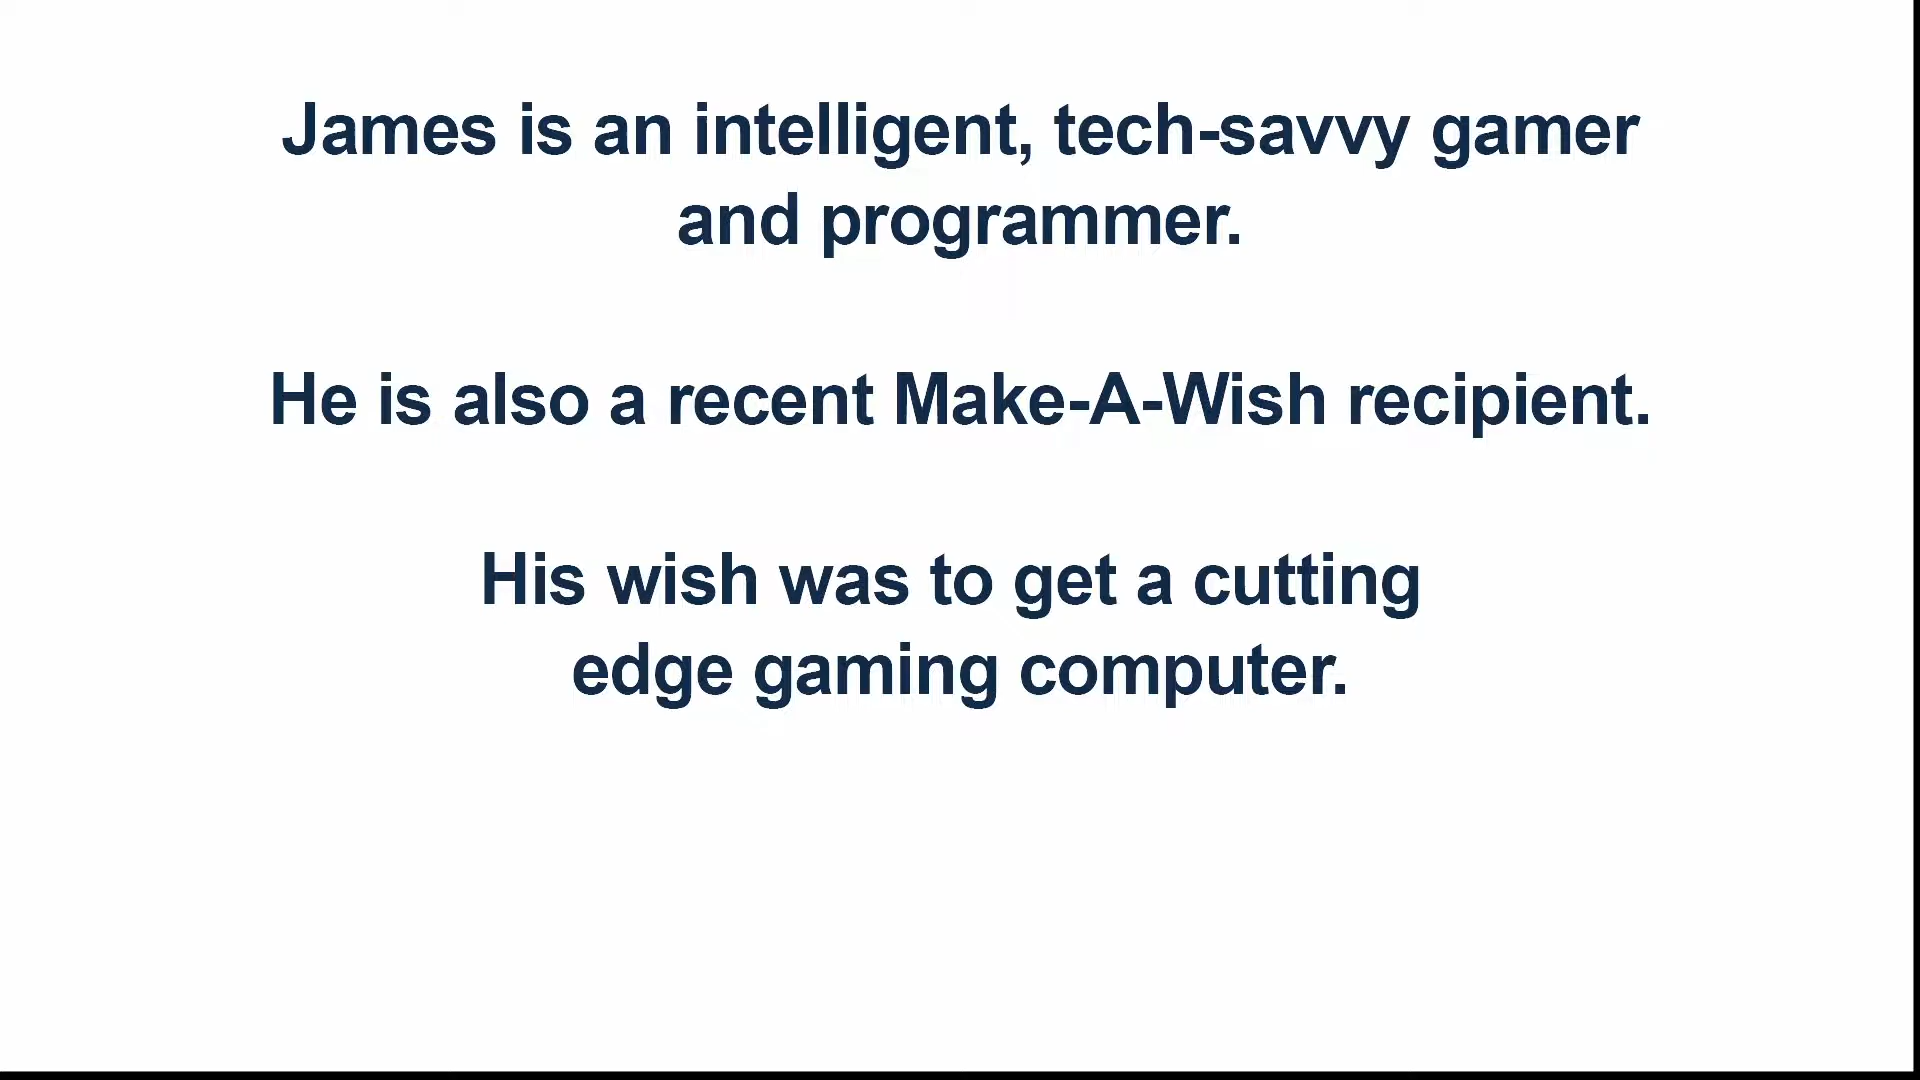 James is an intelligent, tech-savvy gamer
and programmer.
He is also a recent Make-A-Wish recipient.
His wish was to get a cutting
edge gaming computer.